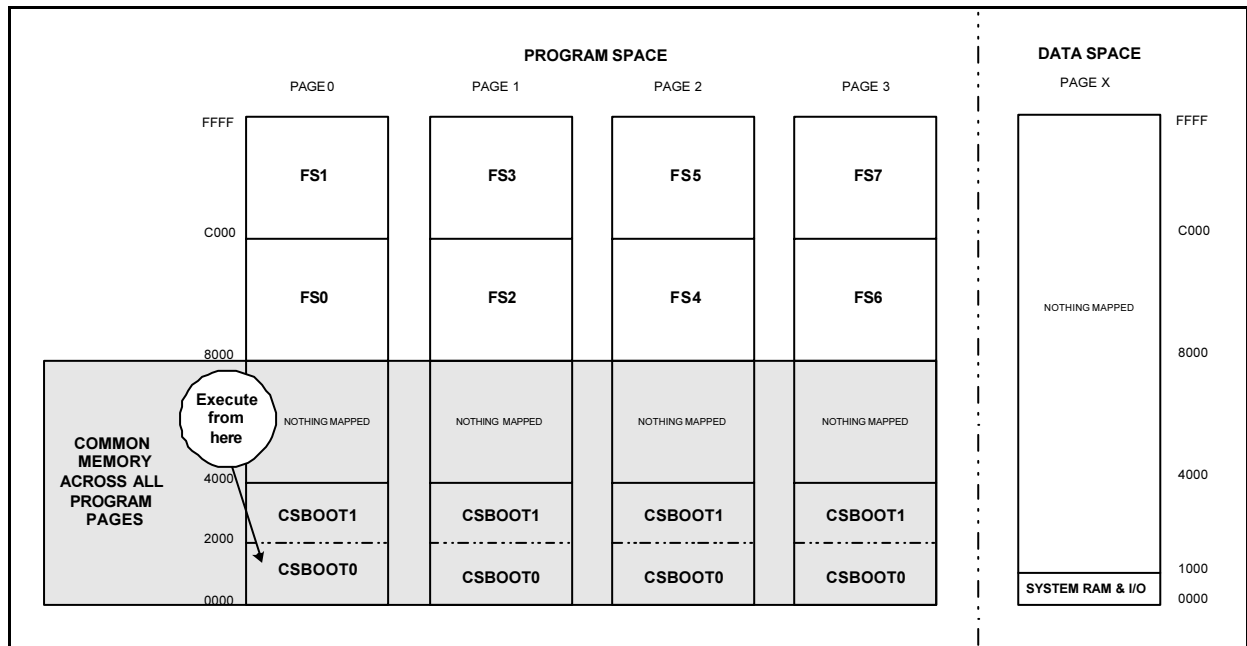 PROGRAM SPACE
DATA SPACE
PAGE 0
PAGE 1
PAGE 2
PAGE 3
PAGE X
FFFF
FFFF
FS1
FS3
FS5
FS7
C000
C000
FS0
FS2
FS4
FS6
NOTHING MAPPED
8000
8000
Execute
from
here
NOTHING MAPPED
NOTHING MAPPED
NOTHING MAPPED
NOTHING MAPPED
COMMON
MEMORY
ACROSS ALL
PROGRAM
PAGES
4000
4000
CSBOOT1
CSBOOT1
CSBOOT1
CSBOOT1
2000
CSBOOT0
CSBOOT0
CSBOOT0
CSBOOT0
1000
SYSTEM RAM & I/O
0000
0000